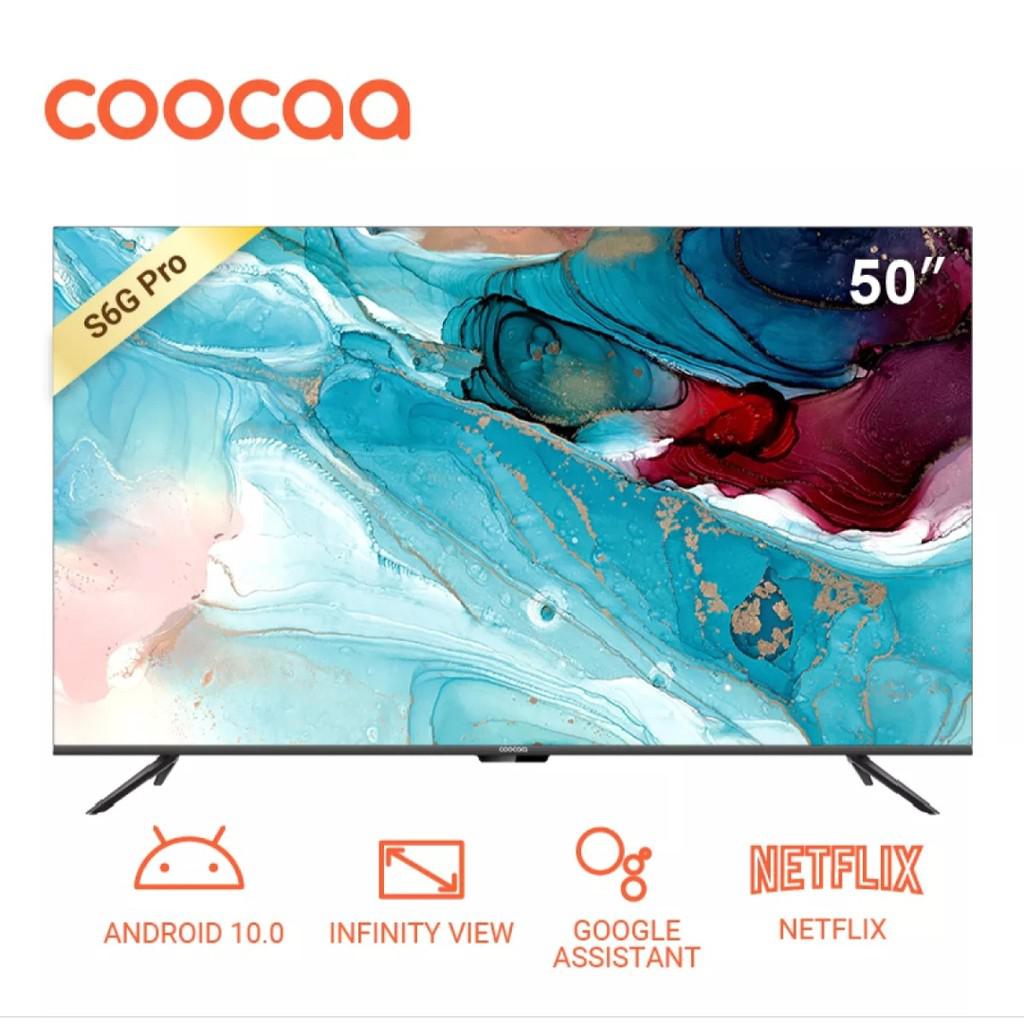 coocaa
S6G Pro
50"
coocaa
ANDROID 10.0
INFINITY VIEW
GOOGLE
ASSISTANT
NETFLIX
NETFLIX